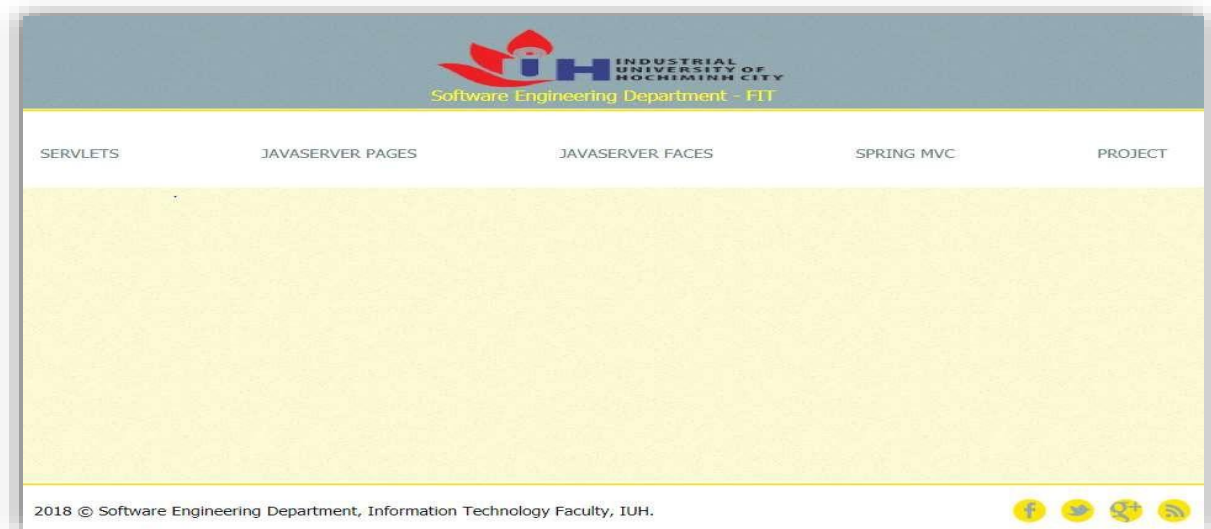 IUH INDUSTRIAL
UNIVERSITY OF
HOCHIMINH CITY
Software Engineering Department - FIT
SERVLETS JAVASERVER PAGES JAVASERVER FACES SPRING MVC PROJECT
2018 © Software Engineering Department, Information Technology Faculty, IUH.
f g+